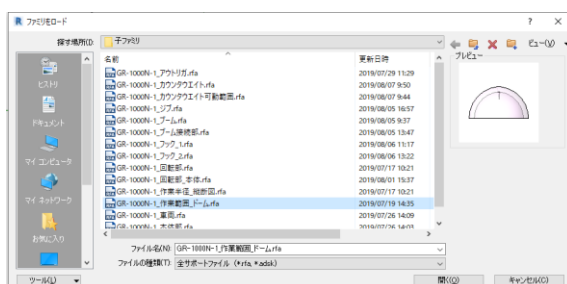 ファミリをロード
? ×
探す場所(I): 子ファミリ
ビュー(V)
プレビュー
名前 更新日時
GR-1000N-1_アウトリガ.rfa 2019/07/29 11:29
GR-1000N-1_カウンタウエイト.rfa 2019/08/07 9:50
GR-1000N-1_カウンタウエイト可動範囲.rfa 2019/08/07 9:44
GR-1000N-1_ジブ.rfa 2019/08/05 16:57
GR-1000N-1_ブーム.rfa 2019/08/05 9:37
GR-1000N-1_ブーム接続部.rfa 2019/08/05 13:47
GR-1000N-1_フック_1.rfa 2019/08/06 11:17
GR-1000N-1_フック_2.rfa 2019/08/06 13:22
GR-1000N-1_回転部.rfa 2019/07/17 10:21
GR-1000N-1_回転部_本体.rfa 2019/08/01 15:37
GR-1000N-1_作業半径_縦断図.rfa 2019/07/17 10:21
GR-1000N-1_作業範囲_ドーム.rfa 2019/07/19 14:35
GR-1000N-1_車両.rfa 2019/07/26 14:09
GR-1000N-1_本体部.rfa 2019/07/26 14:03
ヒストリ
ドキュメント
マイ コンピュータ
マイ ネットワーク
お気に入り
ファイル名(N): GR-1000N-1_作業範囲_ドーム.rfa
ファイルの種類(T): 全サポートファイル (*.rfa, *.adsk)
ツール(L)
開く(O)
キャンセル(C)